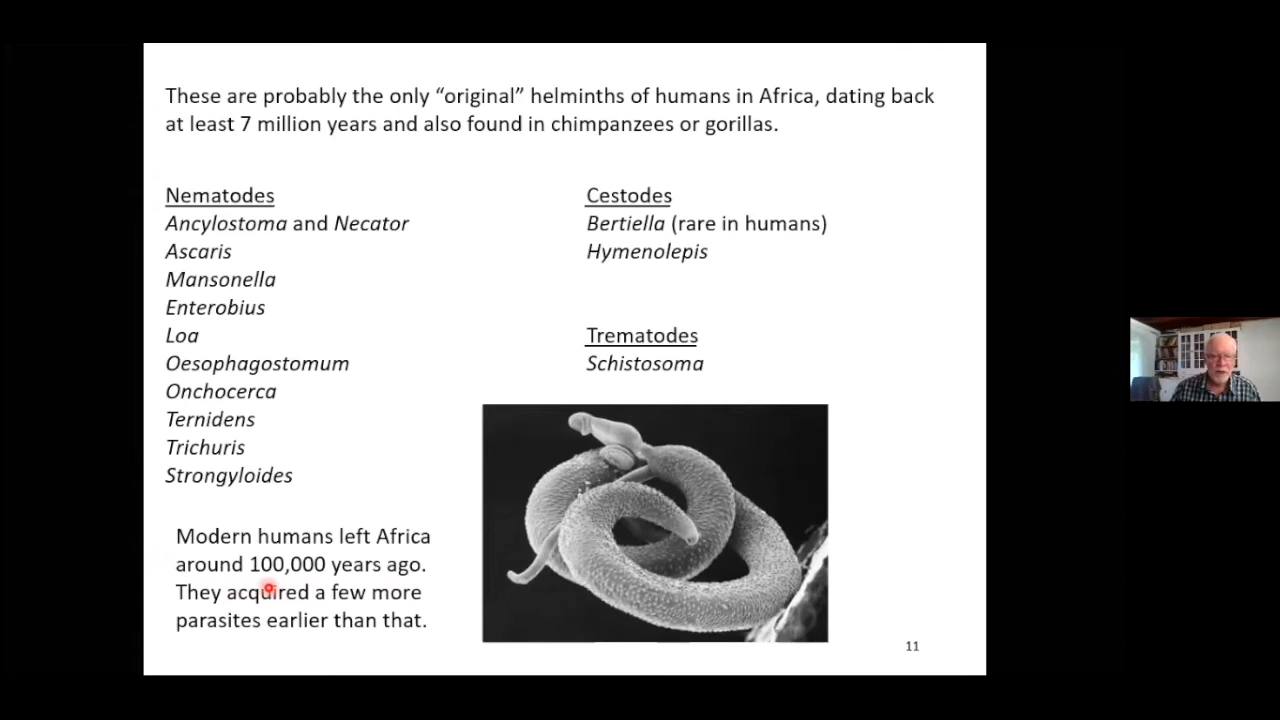 These are probably the only “original” helminths of humans in Africa, dating back
at least 7 million years and also found in chimpanzees or gorillas.
Nematodes
Ancylostoma and Necator
Ascaris
Mansonella
Enterobius
Loa
Oesophagostomum
Onchocerca
Ternidens
Trichuris
Strongyloides
Cestodes
Bertiella (rare in humans)
Hymenolepis
Trematodes
Schistosoma
Modern humans left Africa
around 100,000 years ago.
They acquired a few more
parasites earlier than that.
11